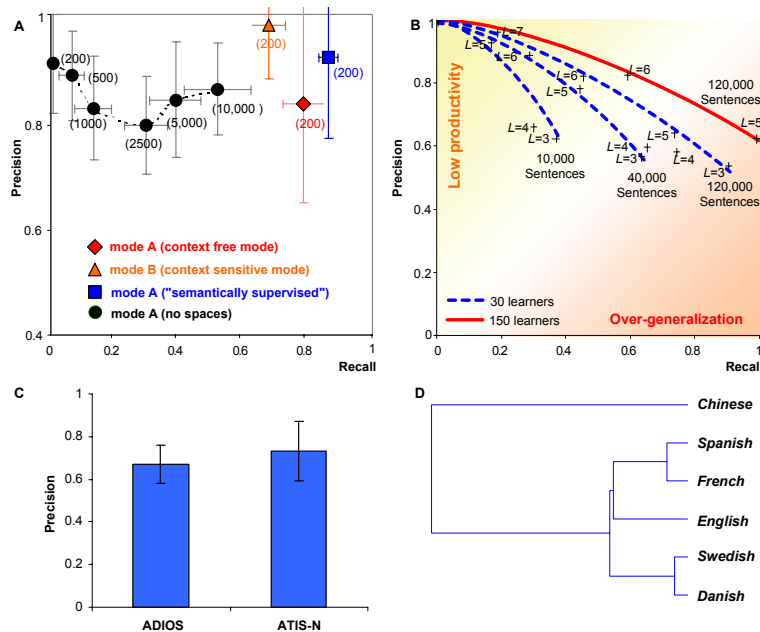 A
1
(200)
(500)
(1000)
(2500)
(5,000)
(10,000 )
(200)
(200)
(200)
0.8
0.6
0.4
Precision
mode A (context free mode)
mode B (context sensitive mode)
mode A ("semantically supervised")
mode A (no spaces)
0 0.2 0.4 0.6 0.8 1
Recall
B
1
0.8
0.6
0.4
0.2
0
Precision
Low productivity
L=7
L=5
L=6
L=6
L=5
L=6
120,000
Sentences
L=5
L=4
L=3
10,000
Sentences
L=5
L=4
L=3
L=4
40,000
Sentences
L=3
120,000
Sentences
30 learners
150 learners
Over-generalization
0 0.2 0.4 0.6 0.8 1
Recall
C
1
0.8
0.6
0.4
0.2
0
Precision
ADIOS ATIS-N
D
Chinese
Spanish
French
English
Swedish
Danish